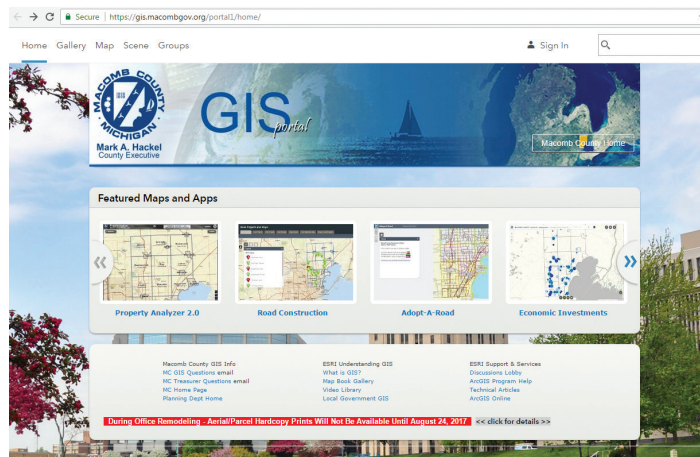 Secure https://gis.macombgov.org/portal1/home/
Home Gallery Map Scene Groups Sign In
MACOMB COUNTY
MICHIGAN
Mark A. Hackel
County Executive
GIS
portal
Macomb County Home
Featured Maps and Apps
Property Analyzer 2.0 Road Construction Adopt-A-Road Economic Investments
Macomb County GIS Info
MC GIS Questions email
MC Treasurer Questions email
MC Home Page
Planning Dept Home
ESRI Understanding GIS
What is GIS?
Map Book Gallery
Video Library
Local Government GIS
ESRI Support & Services
Discussions Lobby
ArcGIS Program Help
Technical Articles
ArcGIS Online
During Office Remodeling - Aerial/Parcel Hardcopy Prints Will Not Be Available Until August 24, 2017 << click for details >>